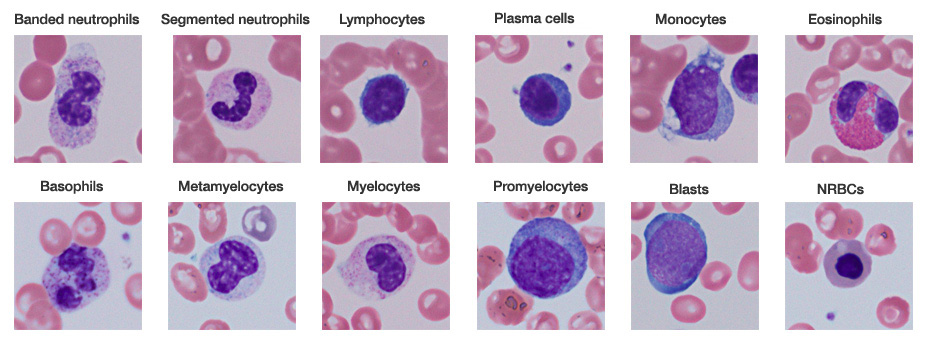 Banded neutrophils
Segmented neutrophils
Lymphocytes
Plasma cells
Monocytes
Eosinophils
Basophils
Metamyelocytes
Myelocytes
Promyelocytes
Blasts
NRBCs